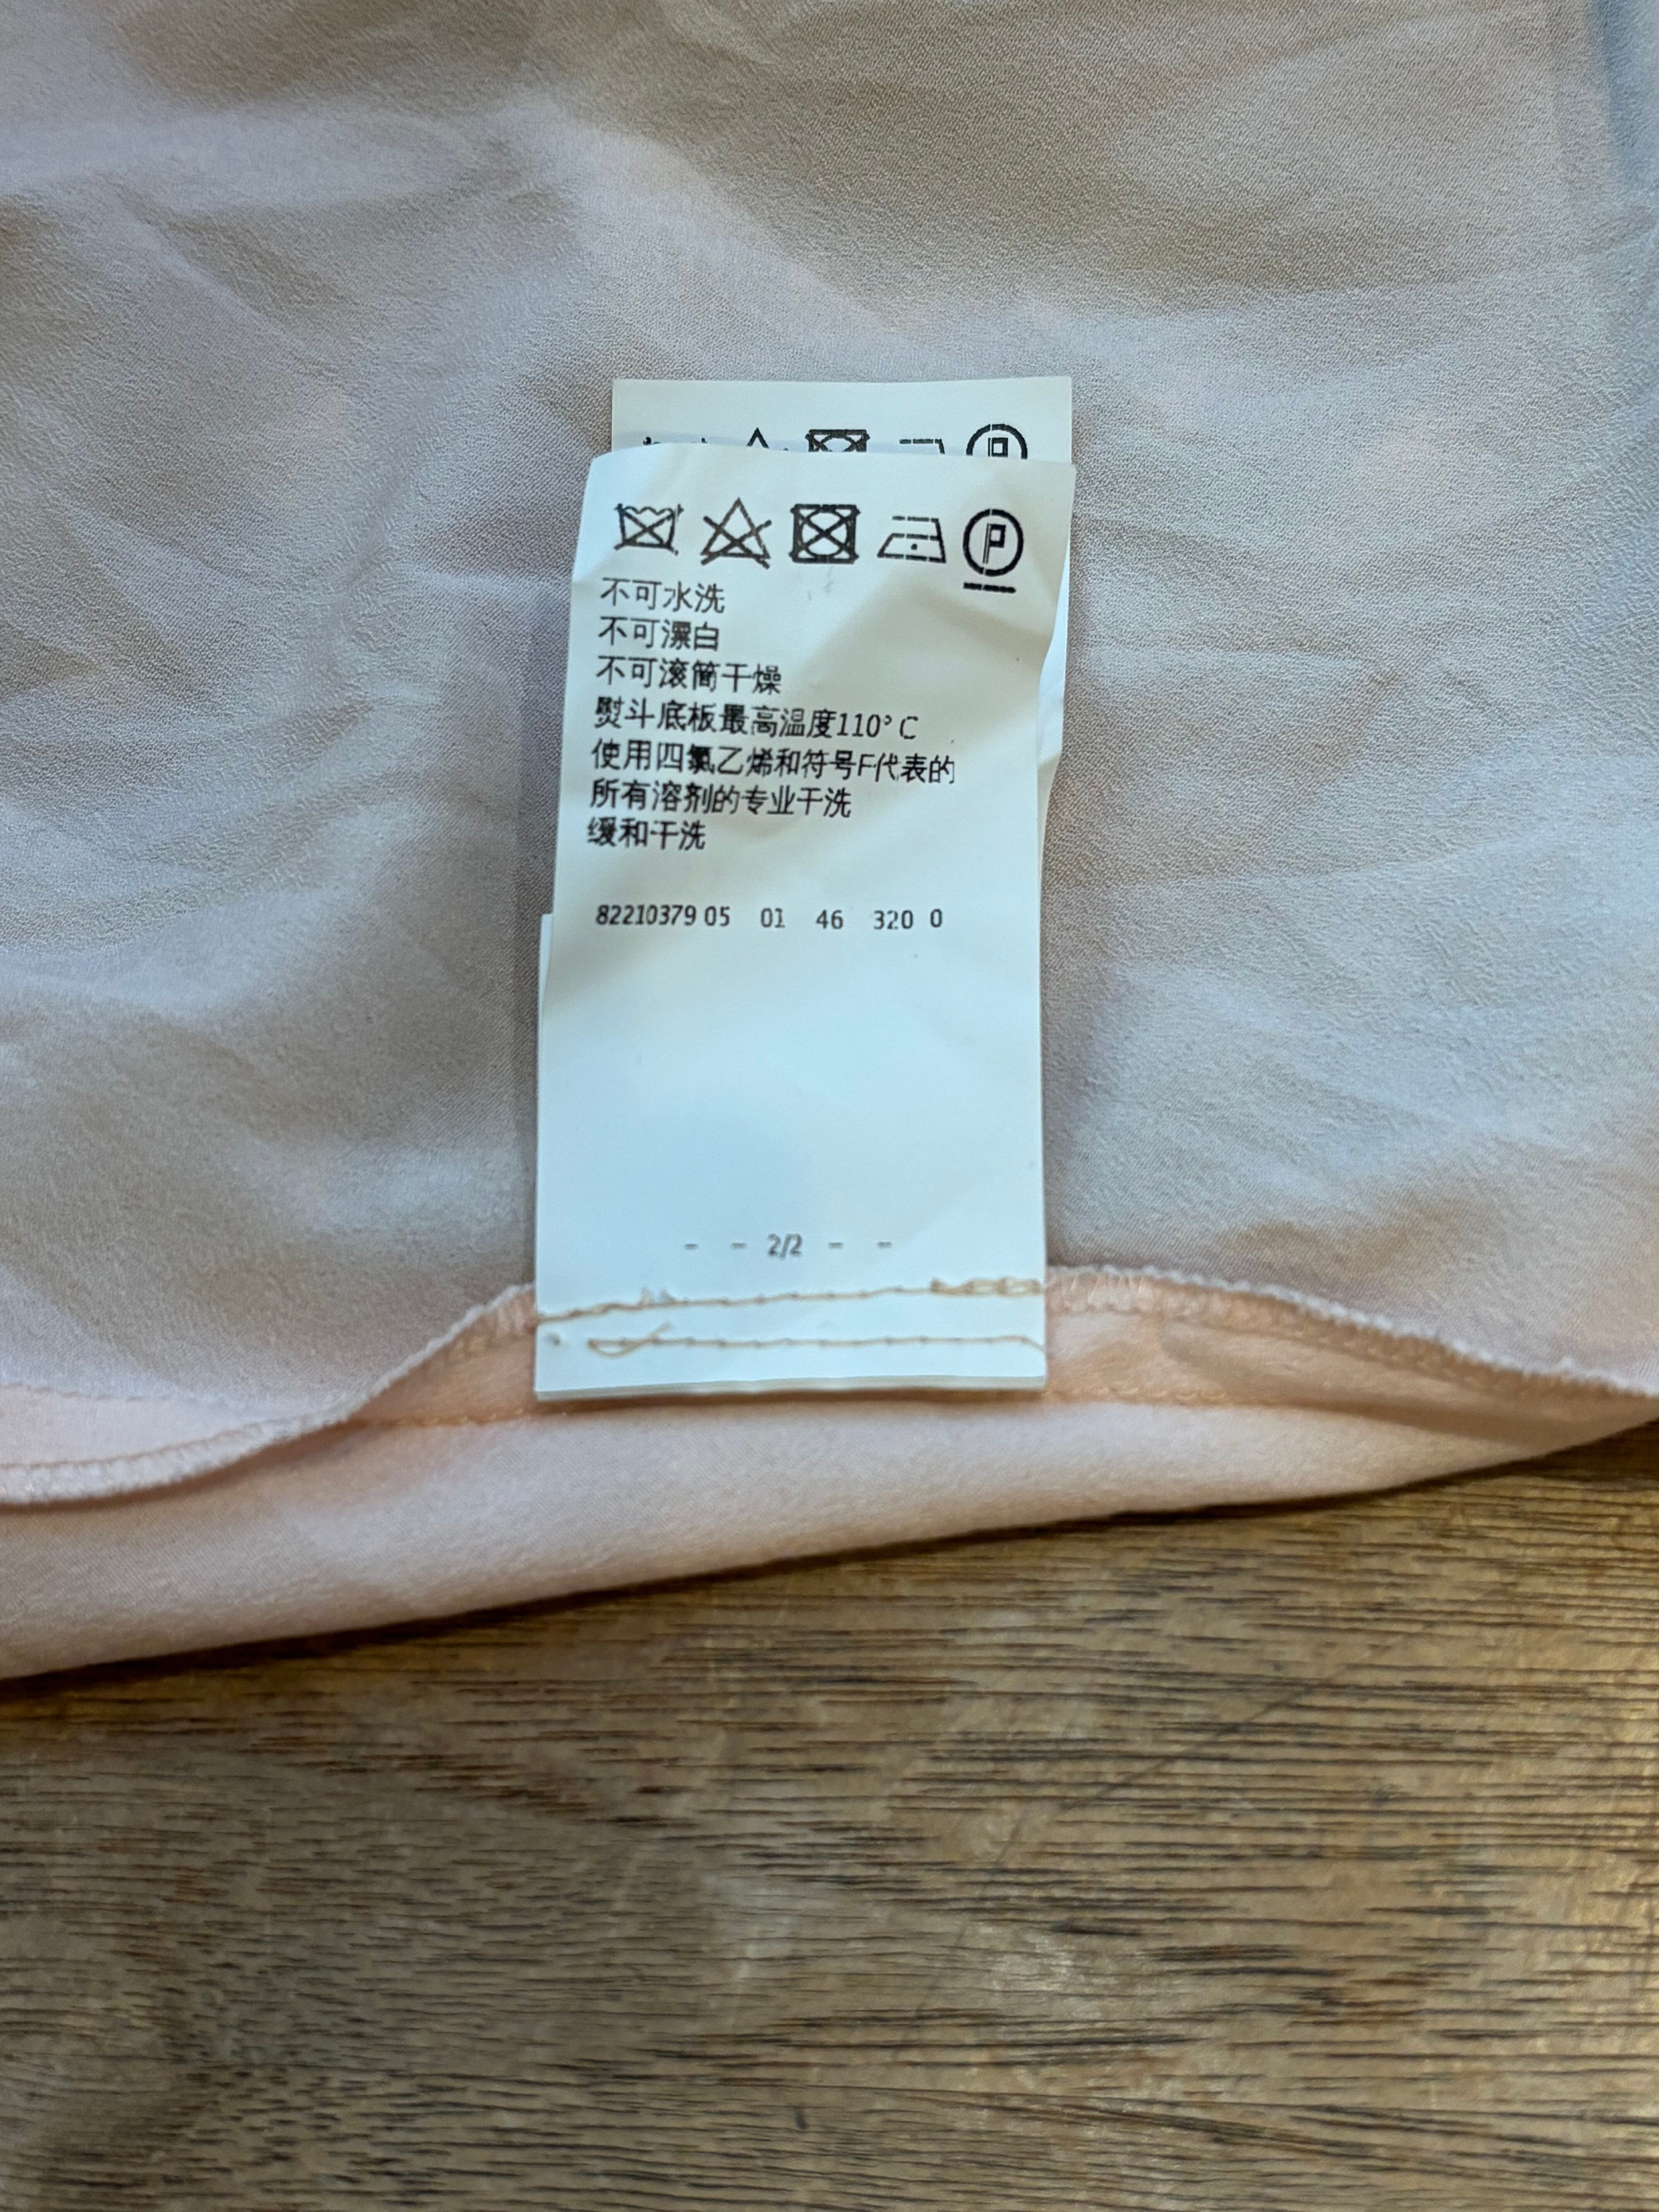 P
P
不可水洗
不可漂白
不可滚筒干燥
熨斗底板最高温度110°C
使用四氯乙烯和符号F代表的
所有溶剂的专业干洗
缓和干洗
82210379 05 01 46 320 0
- - 2/2 - -